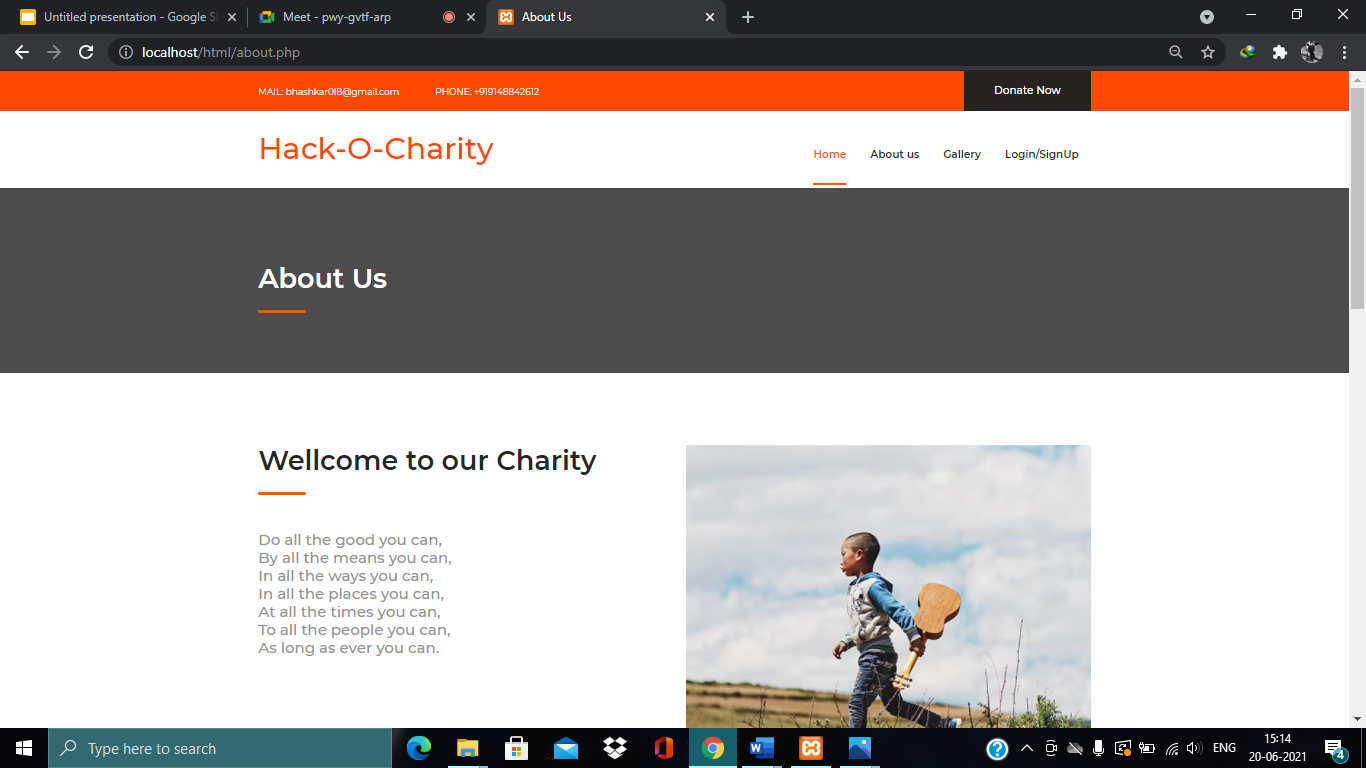 Untitled presentation - Google Sl
Meet - pwy-gvtf-arp
About Us
localhost/html/about.php
MAIL: bhashkar018@gmail.com
PHONE: +919148842612
Donate Now
Hack-O-Charity
Home
About us
Gallery
Login/SignUp
About Us
Wellcome to our Charity
Do all the good you can,
By all the means you can,
In all the ways you can,
In all the places you can,
At all the times you can,
To all the people you can,
As long as ever you can.
Type here to search
ENG
15:14
20-06-2021
4